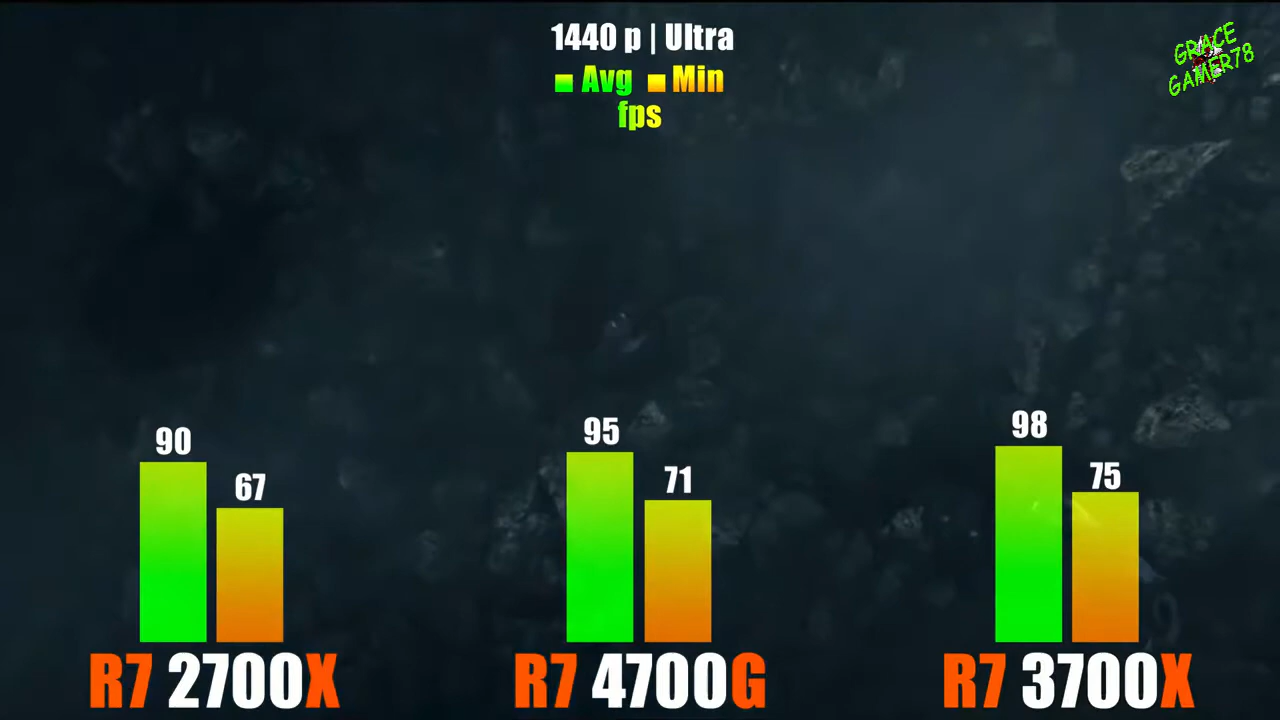 1440 p | Ultra
Avg Min
fps
GRACE
GAMER78
90 67
95 71
98 75
R7 2700X
R7 4700G
R7 3700X